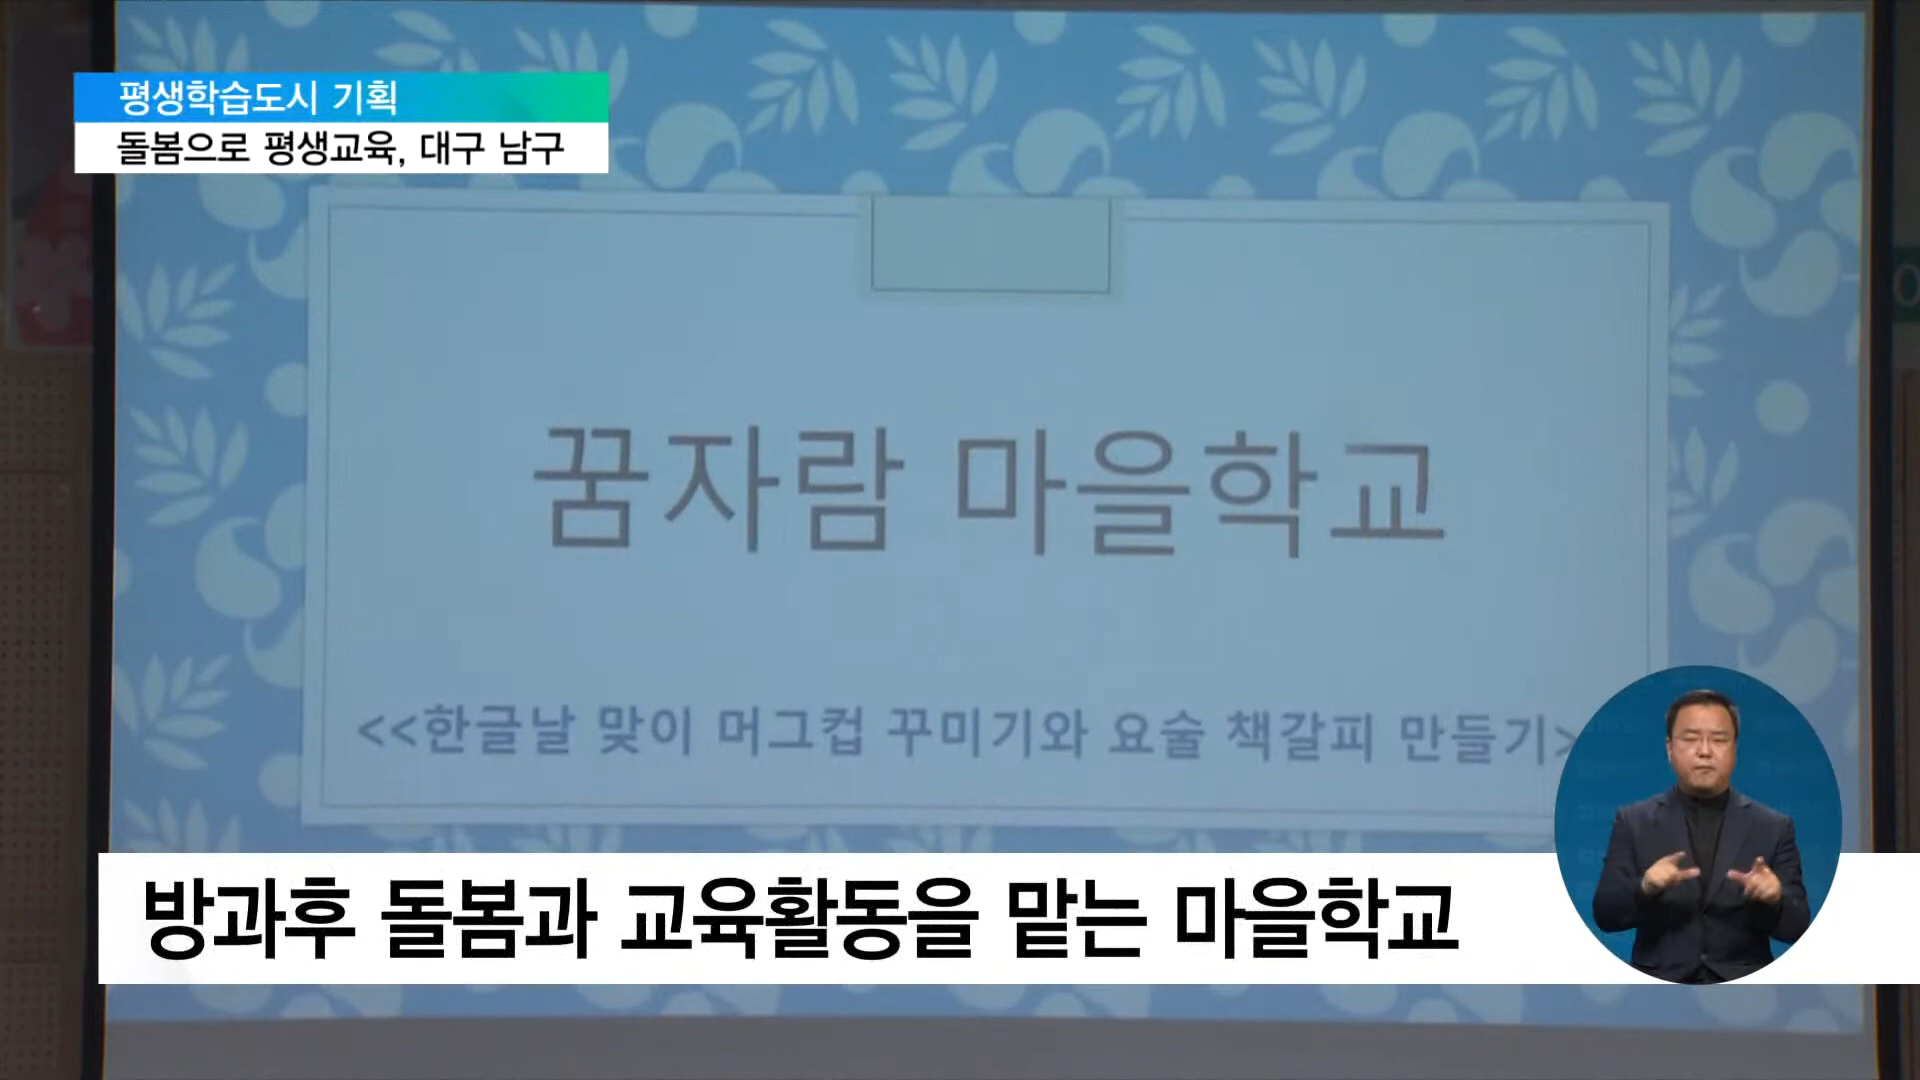 평생학습도시 기획
돌봄으로 평생교육, 대구 남구
꿈자람 마을학교
<<한글날 맞이 머그컵 꾸미기와 요술 책갈피 만들기>
방과후 돌봄과 교육활동을 맡는 마을학교